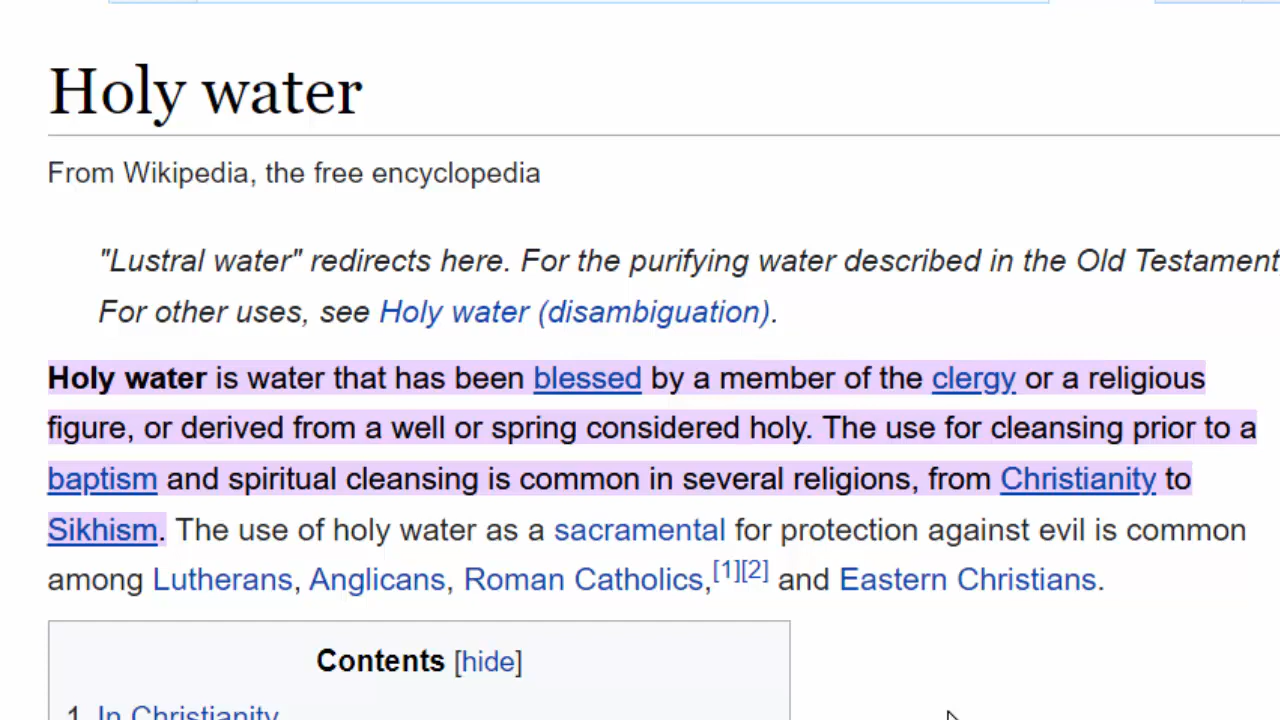 Holy water
From Wikipedia, the free encyclopedia
"Lustral water" redirects here. For the purifying water described in the Old Testament
For other uses, see Holy water (disambiguation).
Holy water is water that has been blessed by a member of the clergy or a religious
figure, or derived from a well or spring considered holy. The use for cleansing prior to a
baptism and spiritual cleansing is common in several religions, from Christianity to
Sikhism. The use of holy water as a sacramental for protection against evil is common
among Lutherans, Anglicans, Roman Catholics,[1][2] and Eastern Christians.
Contents [hide]
1 In Christianity